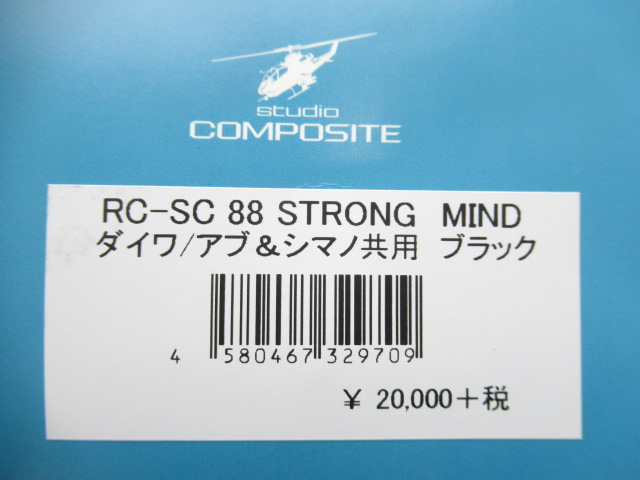 studio
COMPOSITE
RC-SC 88 STRONG MIND
ダイワ/アブ&シマノ共用 ブラック
4 580467 329709
¥ 20,000+税